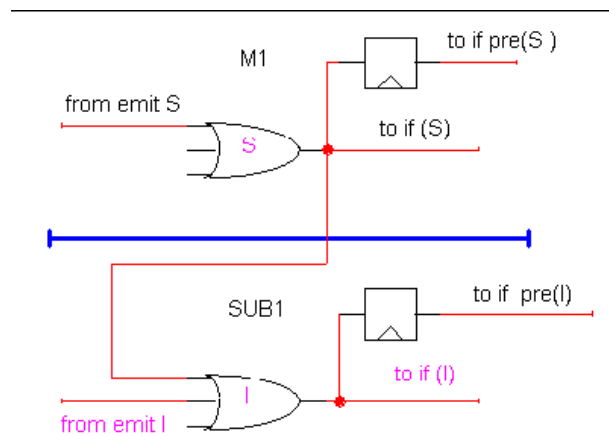 M1
to if pre(S )
from emit S
to if (S)
S
SUB1
to if pre(I)
to if (I)
I
from emit I